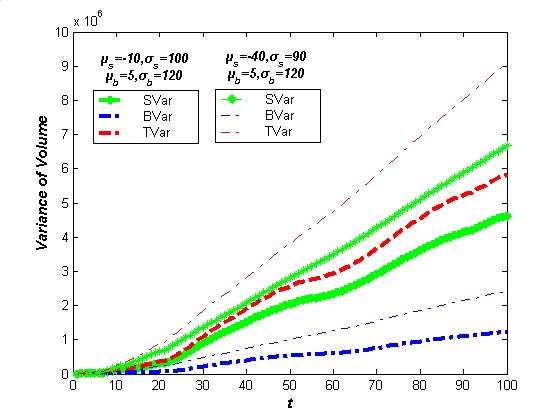 x 10^6
10
9
8
7
6
5
4
3
2
1
0
Variance of Volume
μs=-10,σs=100
μb=5,σb=120
SVar
BVar
TVar
μs=-40,σs=90
μb=5,σb=120
SVar
BVar
TVar
10 20 30 40 50 60 70 80 90 100
t